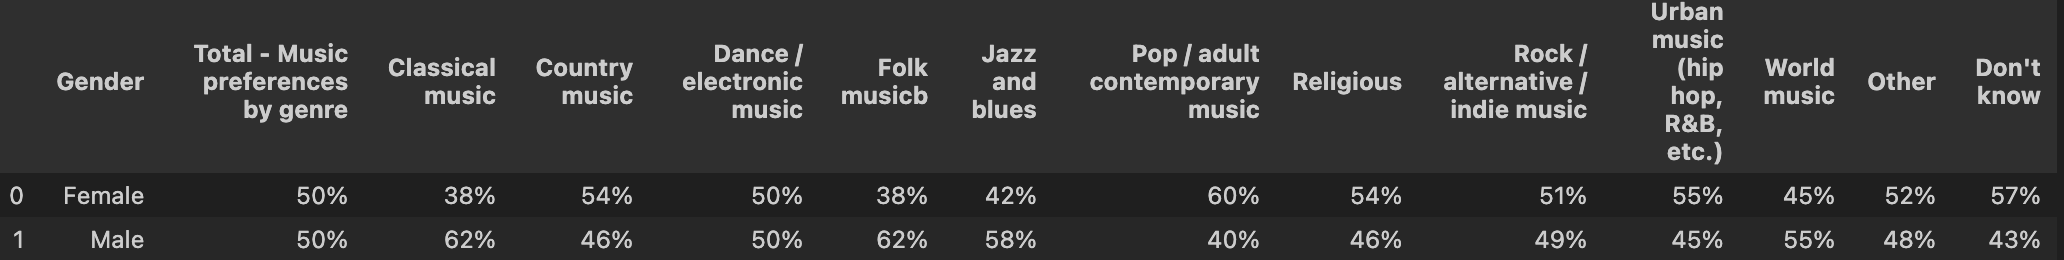 Gender Total - Music preferences by genre Classical music Country music Dance / electronic music Folk musicb Jazz and blues Pop / adult contemporary music Religious Rock / alternative / indie music Urban music (hip hop, R&B, etc.) World music Other Don't know
0 Female 50% 38% 54% 50% 38% 42% 60% 54% 51% 55% 45% 52% 57%
1 Male 50% 62% 46% 50% 62% 58% 40% 46% 49% 45% 55% 48% 43%